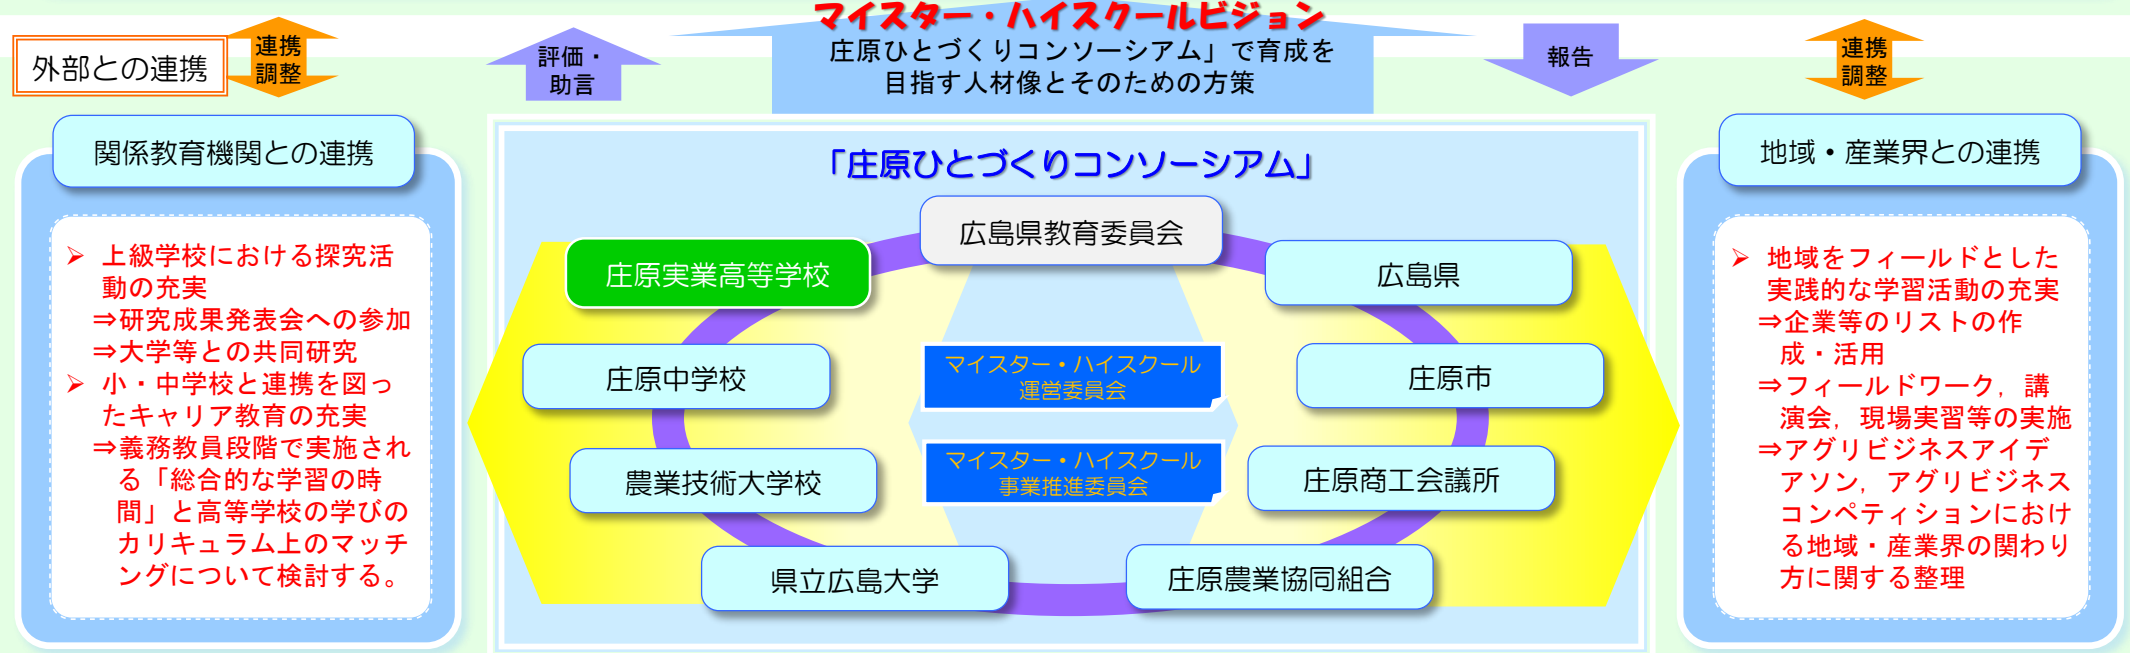 マイスター・ハイスクールビジョン
庄原ひとづくりコンソーシアム」で育成を
目指す人材像とそのための方策
外部との連携
連携
調整
評価・
助言
報告
連携
調整
関係教育機関との連携
➢ 上級学校における探究活
動の充実
⇒研究成果発表会への参加
⇒大学等との共同研究
➢ 小・中学校と連携を図っ
たキャリア教育の充実
⇒義務教員段階で実施され
る「総合的な学習の時
間」と高等学校の学びの
カリキュラム上のマッチ
ングについて検討する。
「庄原ひとづくりコンソーシアム」
広島県教育委員会
庄原実業高等学校
広島県
庄原中学校
マイスター・ハイスクール
運営委員会
庄原市
農業技術大学校
マイスター・ハイスクール
事業推進委員会
庄原商工会議所
県立広島大学
庄原農業協同組合
地域・産業界との連携
➢ 地域をフィールドとした
実践的な学習活動の充実
⇒企業等のリストの作
成・活用
⇒フィールドワーク，講
演会，現場実習等の実施
⇒アグリビジネスアイデ
アソン，アグリビジネス
コンペティションにおけ
る地域・産業界の関わり
方に関する整理